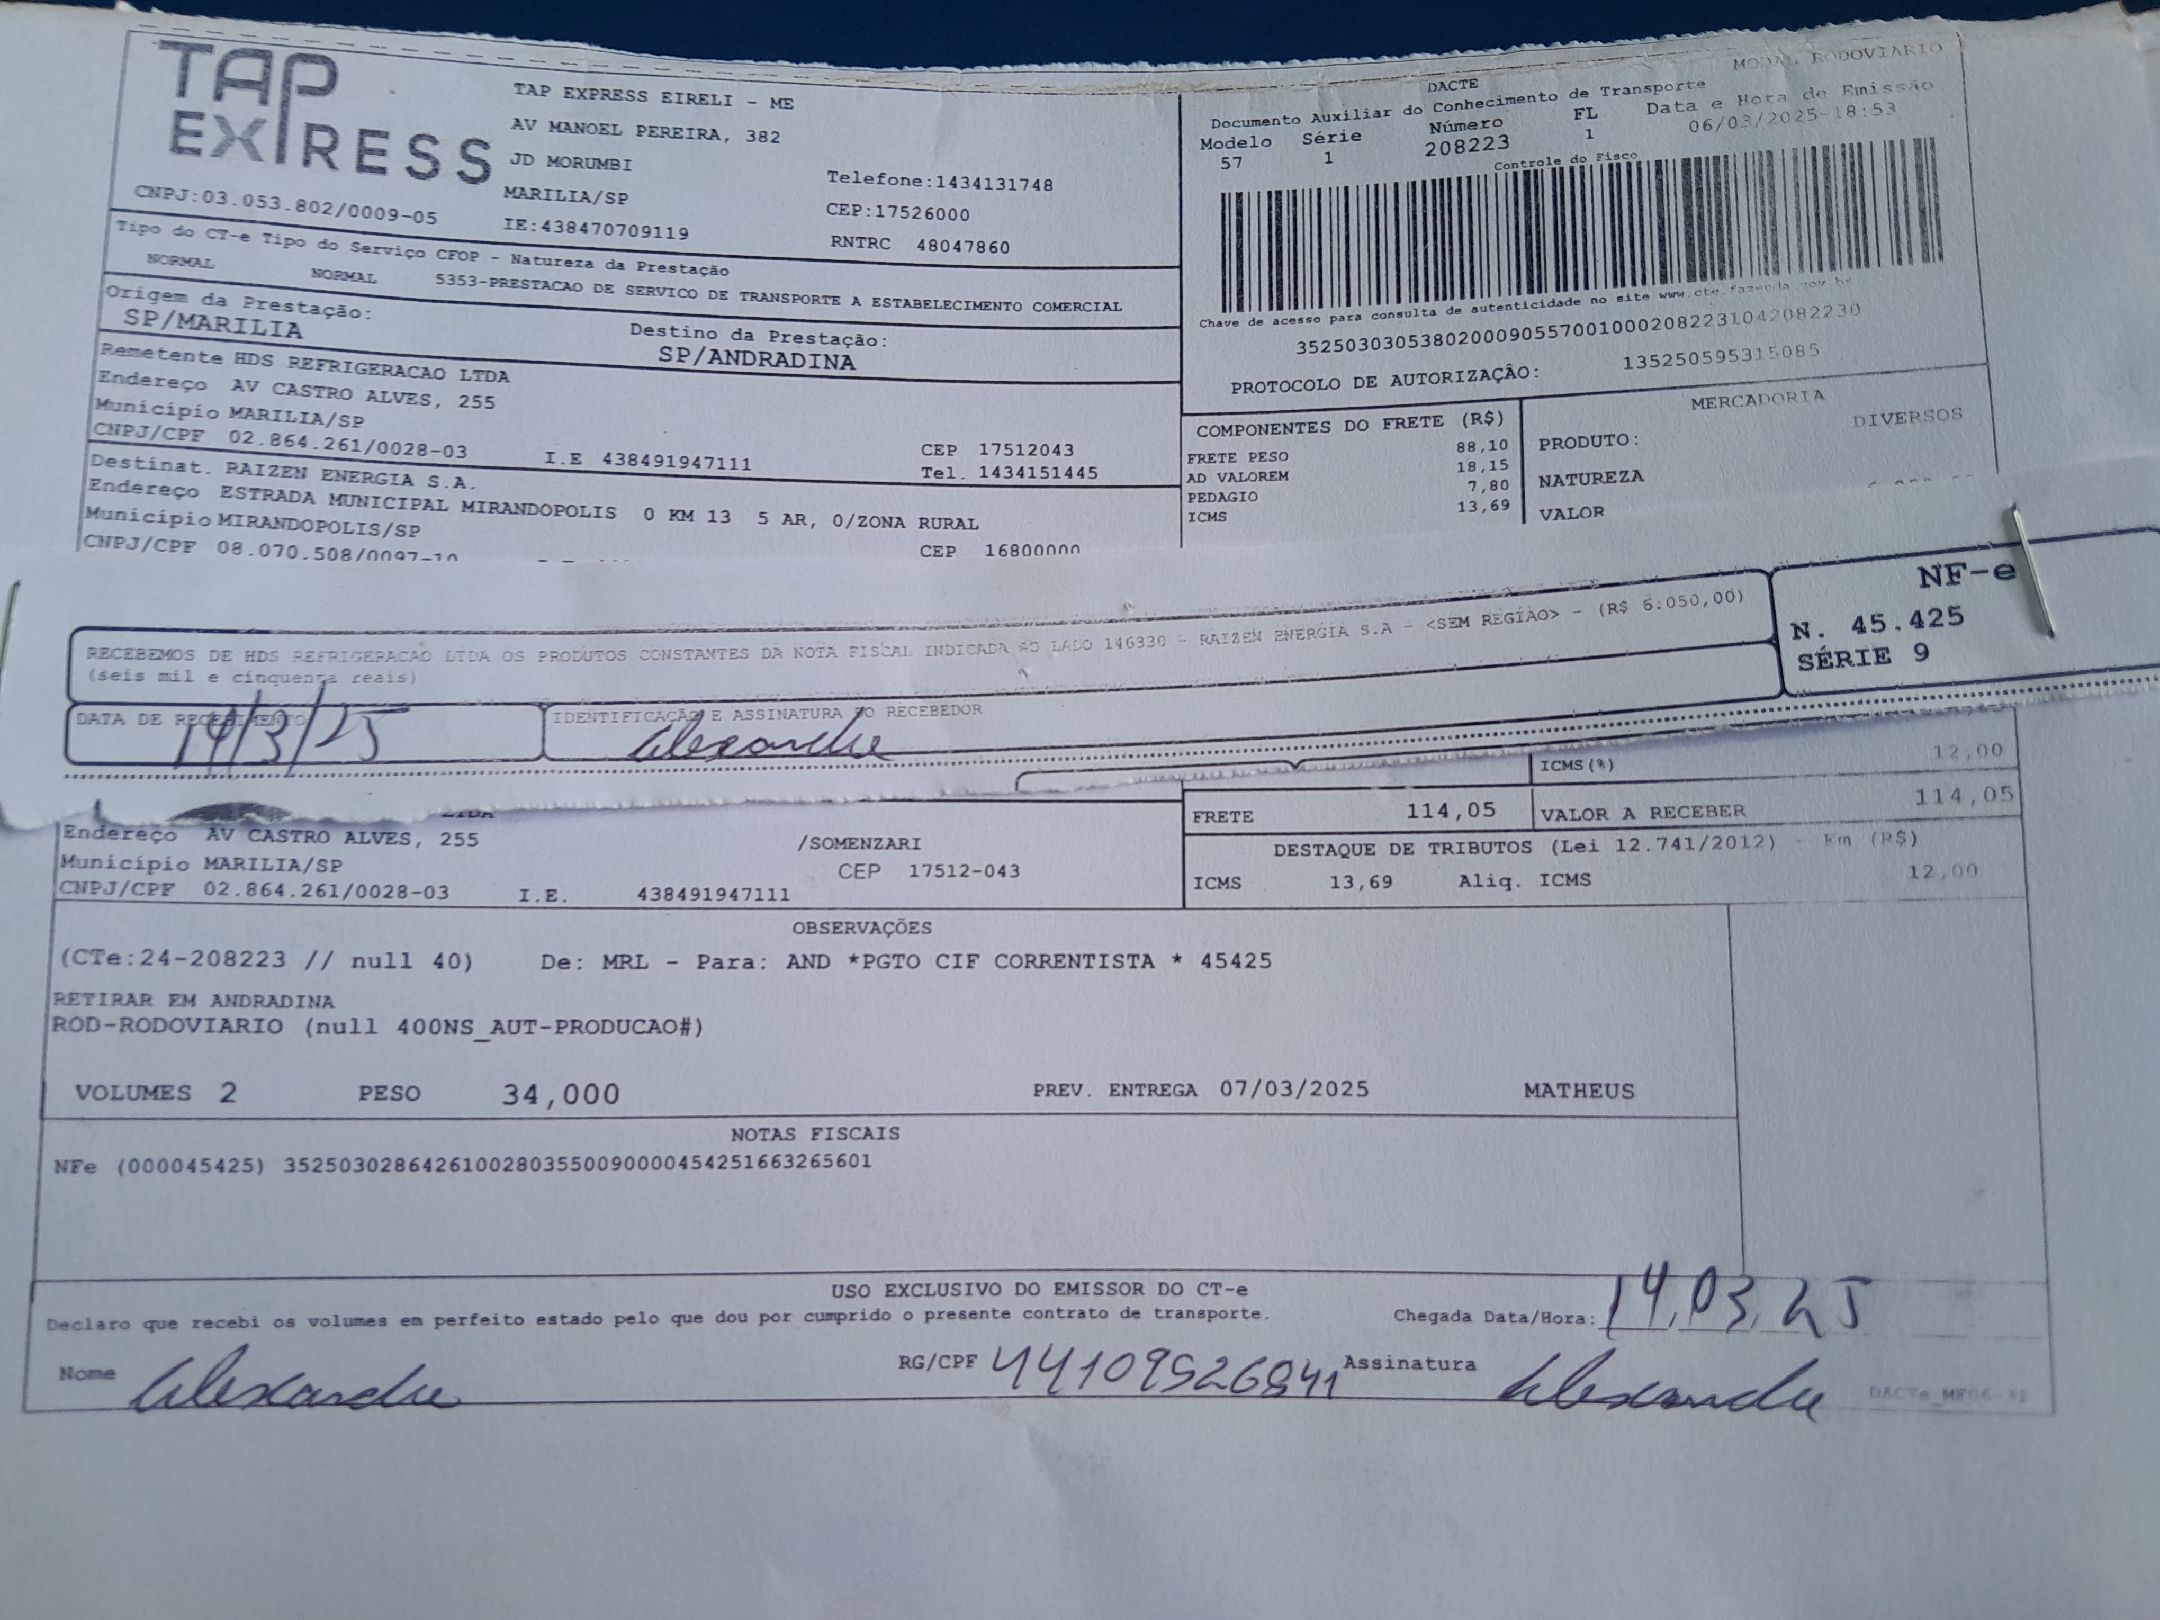 TAP
EXPRESS
CNPJ:03.053.802/0009-05
TAP EXPRESS EIRELI - ME
AV MANOEL PEREIRA, 382
JD MORUMBI
MARILIA/SP
IE:438470709119
Telefone:1434131748
CEP:17526000
RNTRC 48047860
MODAL RODOVIARIO
DACTE
Documento Auxiliar do Conhecimento de Transporte
Modelo Série Número FL Data e Hora de Emissão
57 1 208223 1 06/03/2025-18:53
Controle do Fisco
Chave de acesso para consulta de autenticidade no site www.cte.fazenda.gov.br
35250303053802000905570010002082231042082230
PROTOCOLO DE AUTORIZAÇÃO: 135250595315085
Tipo do CT-e Tipo do Serviço CFOP - Natureza da Prestação
NORMAL NORMAL 5353-PRESTACAO DE SERVICO DE TRANSPORTE A ESTABELECIMENTO COMERCIAL
Origem da Prestação: Destino da Prestação:
SP/MARILIA SP/ANDRADINA
Remetente HDS REFRIGERACAO LTDA
Endereço AV CASTRO ALVES, 255
Município MARILIA/SP CEP 17512043
CNPJ/CPF 02.864.261/0028-03 I.E 438491947111 Tel. 1434151445
Destinat. RAIZEN ENERGIA S.A.
Endereço ESTRADA MUNICIPAL MIRANDOPOLIS 0 KM 13 5 AR, 0/ZONA RURAL
Município MIRANDOPOLIS/SP CEP 16800000
CNPJ/CPF 08.070.508/0097-10
COMPONENTES DO FRETE (R$)
FRETE PESO 88,10
AD VALOREM 18,15
PEDAGIO 7,80
ICMS 13,69
MERCADORIA
PRODUTO: DIVERSOS
NATUREZA
VALOR
RECEBEMOS DE HDS REFRIGERACAO LTDA OS PRODUTOS CONSTANTES DA NOTA FISCAL INDICADA AO LADO 146330 - RAIZEN ENERGIA S.A - <SEM REGIÃO> - (R$ 6.050,00)
(seis mil e cinquenta reais)
NF-e
N. 45.425
SÉRIE 9
DATA DE RECEBIMENTO IDENTIFICAÇÃO E ASSINATURA DO RECEBEDOR
14/3/25 Alexandre
ICMS(%) 12,00
FRETE 114,05 VALOR A RECEBER 114,05
LTDA
Endereço AV CASTRO ALVES, 255 /SOMENZARI
Município MARILIA/SP CEP 17512-043
CNPJ/CPF 02.864.261/0028-03 I.E. 438491947111
DESTAQUE DE TRIBUTOS (Lei 12.741/2012) - Em (R$)
ICMS 13,69 Aliq. ICMS 12,00
OBSERVAÇÕES
(CTe:24-208223 // null 40) De: MRL - Para: AND *PGTO CIF CORRENTISTA * 45425
RETIRAR EM ANDRADINA
ROD-RODOVIARIO (null 400NS_AUT-PRODUCAO#)
VOLUMES 2 PESO 34,000 PREV. ENTREGA 07/03/2025 MATHEUS
NOTAS FISCAIS
NFe (000045425) 35250302864261002803550090000454251663265601
USO EXCLUSIVO DO EMISSOR DO CT-e
Declaro que recebi os volumes em perfeito estado pelo que dou por cumprido o presente contrato de transporte. Chegada Data/Hora: 14.03.25
Nome Alexandre RG/CPF 44109526841 Assinatura Alexandre